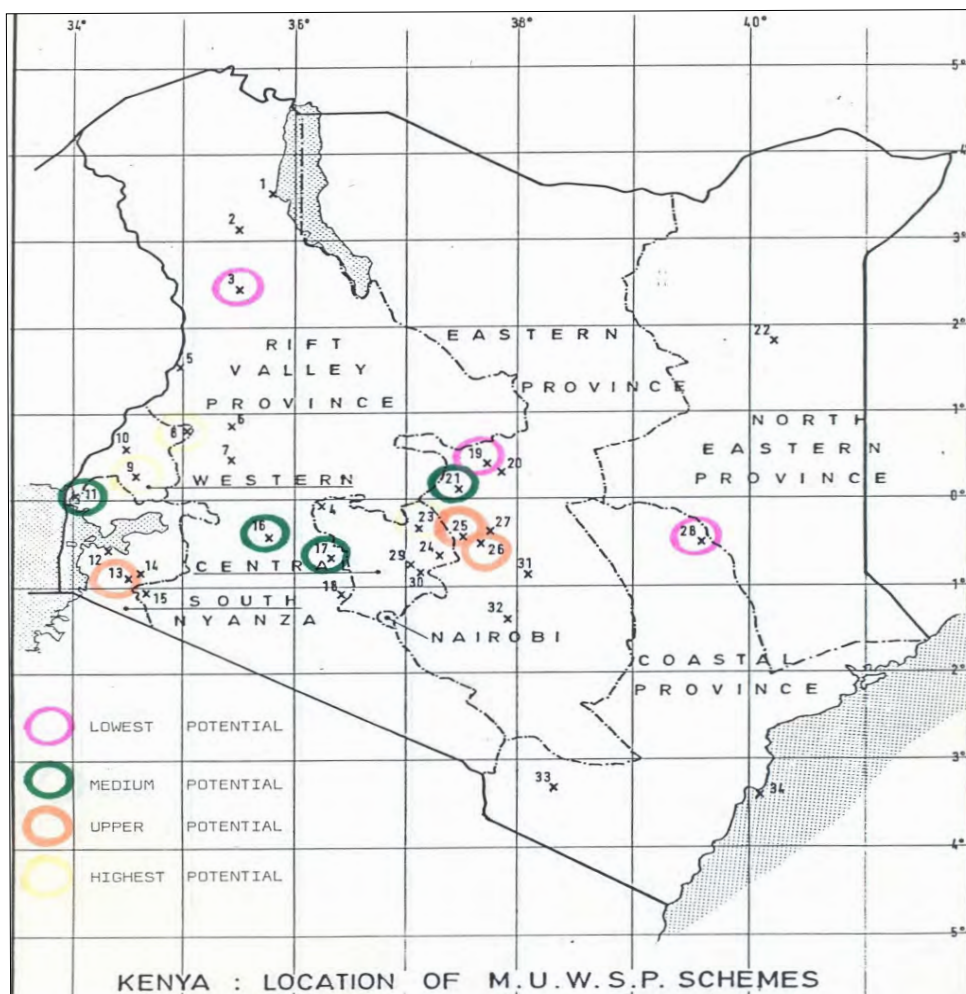 34° 36° 38° 40°
5°
4°
3°
2°
1°
0°
1°
2°
3°
4°
5°
1
2
3
5
22
EASTERN
PROVINCE
RIFT
VALLEY
PROVINCE
NORTH
EASTERN
PROVINCE
6
8
10
7
9
19
20
WESTERN
21
11
4
16
23
25
27
28
17
12
24
26
29
14
13
CENTRAL
30
31
15
18
SOUTH
NYANZA
32
NAIROBI
COASTAL
PROVINCE
33
34
LOWEST POTENTIAL
MEDIUM POTENTIAL
UPPER POTENTIAL
HIGHEST POTENTIAL
KENYA : LOCATION OF M.U.W.S.P. SCHEMES